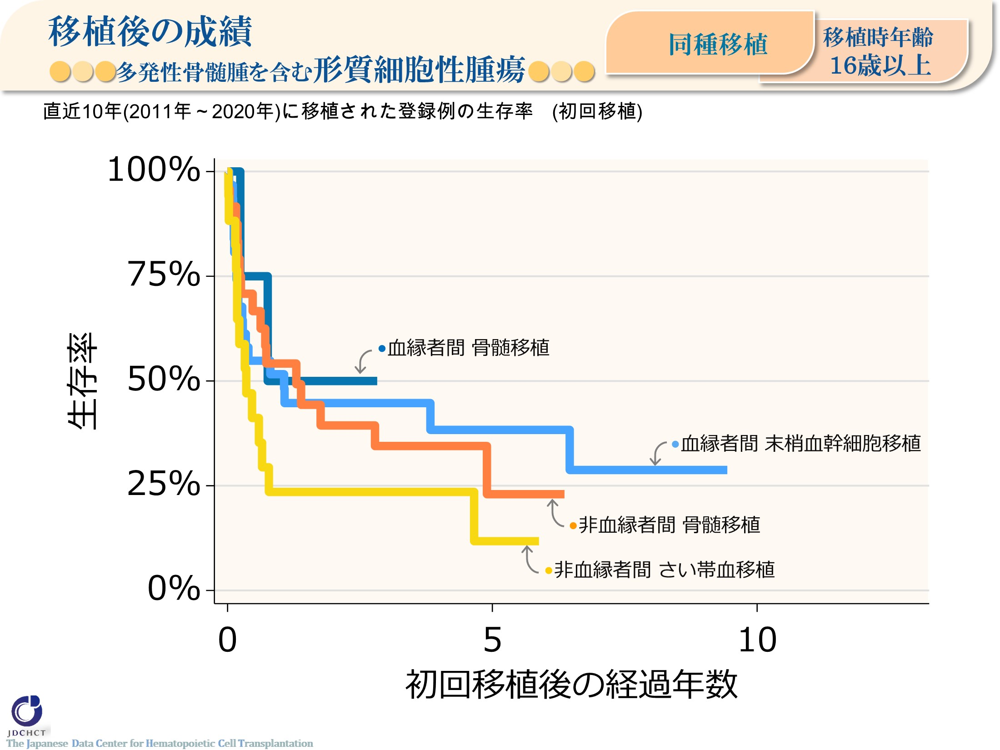 移植後の成績
多発性骨髄腫を含む形質細胞性腫瘍
同種移植
移植時年齢
16歳以上
直近10年(2011年～2020年)に移植された登録例の生存率　(初回移植)
生存率
100%
75%
50%
25%
0%
血縁者間 骨髄移植
血縁者間 末梢血幹細胞移植
非血縁者間 骨髄移植
非血縁者間 さい帯血移植
0 5 10
初回移植後の経過年数
JDCHCT
The Japanese Data Center for Hematopoietic Cell Transplantation